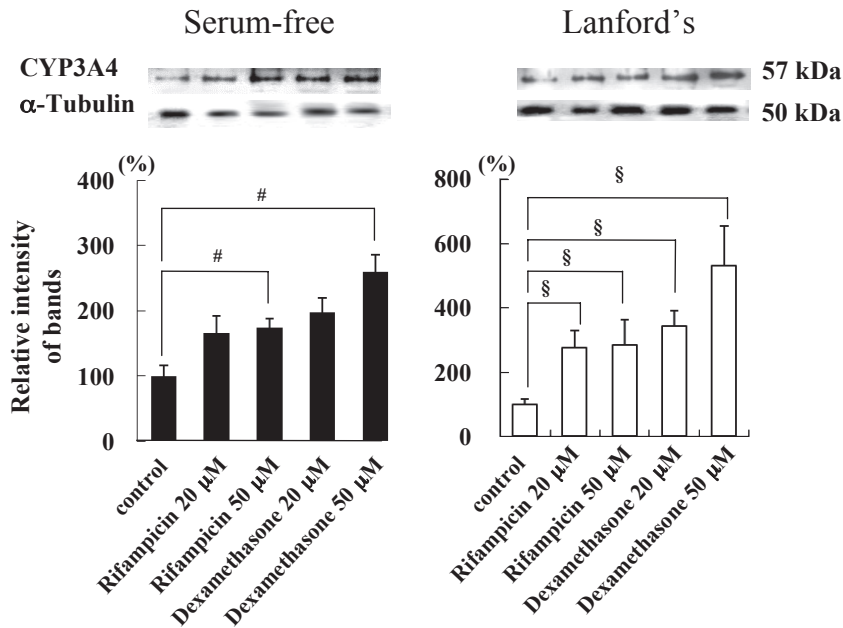 Serum-free
Lanford's
CYP3A4
α-Tubulin
57 kDa
50 kDa
Relative intensity
of bands
(%)
400
300
200
100
0
#
#
control
Rifampicin 20 μM
Rifampicin 50 μM
Dexamethasone 20 μM
Dexamethasone 50 μM
(%)
800
600
400
200
0
§
§
§
§
control
Rifampicin 20 μM
Rifampicin 50 μM
Dexamethasone 20 μM
Dexamethasone 50 μM